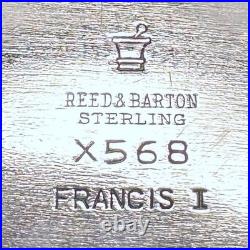 REED & BARTON
STERLING
X568
FRANCIS I